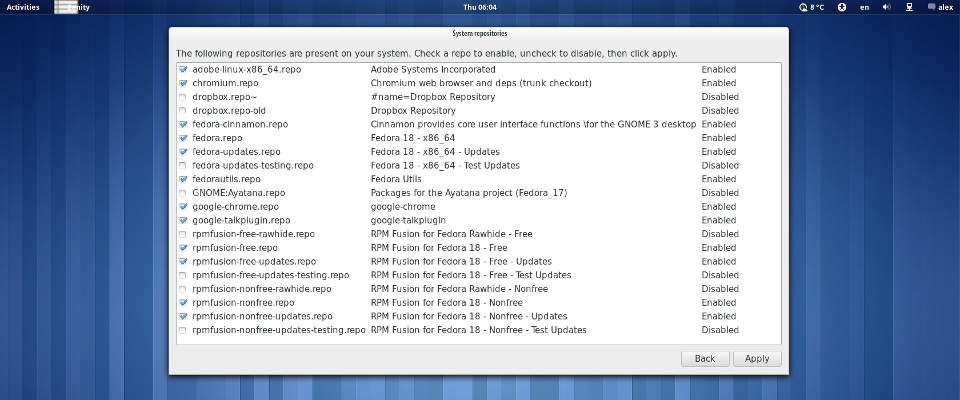 Activities
Thu 06:04
8 °C
en
alex
System repositories
The following repositories are present on your system. Check a repo to enable, uncheck to disable, then click apply.
adobe-linux-x86_64.repo Adobe Systems Incorporated Enabled
chromium.repo Chromium web browser and deps (trunk checkout) Enabled
dropbox.repo~ #name=Dropbox Repository Disabled
dropbox.repo-old Dropbox Repository Disabled
fedora-cinnamon.repo Cinnamon provides core user interface functions \for the GNOME 3 desktop Enabled
fedora.repo Fedora 18 - x86_64 Enabled
fedora-updates.repo Fedora 18 - x86_64 - Updates Enabled
fedora-updates-testing.repo Fedora 18 - x86_64 - Test Updates Disabled
fedorautils.repo Fedora Utils Enabled
GNOME:Ayatana.repo Packages for the Ayatana project (Fedora_17) Disabled
google-chrome.repo google-chrome Enabled
google-talkplugin.repo google-talkplugin Enabled
rpmfusion-free-rawhide.repo RPM Fusion for Fedora Rawhide - Free Disabled
rpmfusion-free.repo RPM Fusion for Fedora 18 - Free Enabled
rpmfusion-free-updates.repo RPM Fusion for Fedora 18 - Free - Updates Enabled
rpmfusion-free-updates-testing.repo RPM Fusion for Fedora 18 - Free - Test Updates Disabled
rpmfusion-nonfree-rawhide.repo RPM Fusion for Fedora Rawhide - Nonfree Disabled
rpmfusion-nonfree.repo RPM Fusion for Fedora 18 - Nonfree Enabled
rpmfusion-nonfree-updates.repo RPM Fusion for Fedora 18 - Nonfree - Updates Enabled
rpmfusion-nonfree-updates-testing.repo RPM Fusion for Fedora 18 - Nonfree - Test Updates Disabled
Back
Apply